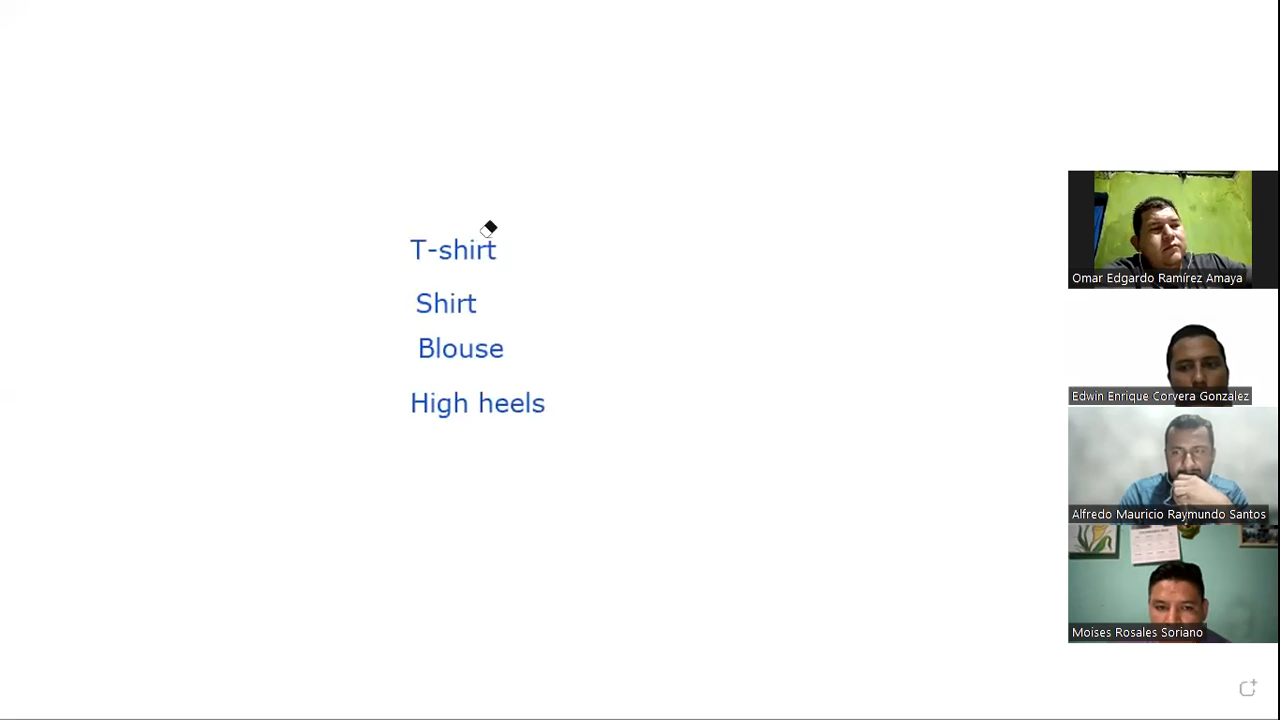 T-shirt
Shirt
Blouse
High heels
Omar Edgardo Ramírez Amaya
Edwin Enrique Corvera Gonzalez
Alfredo Mauricio Raymundo Santos
Moises Rosales Soriano